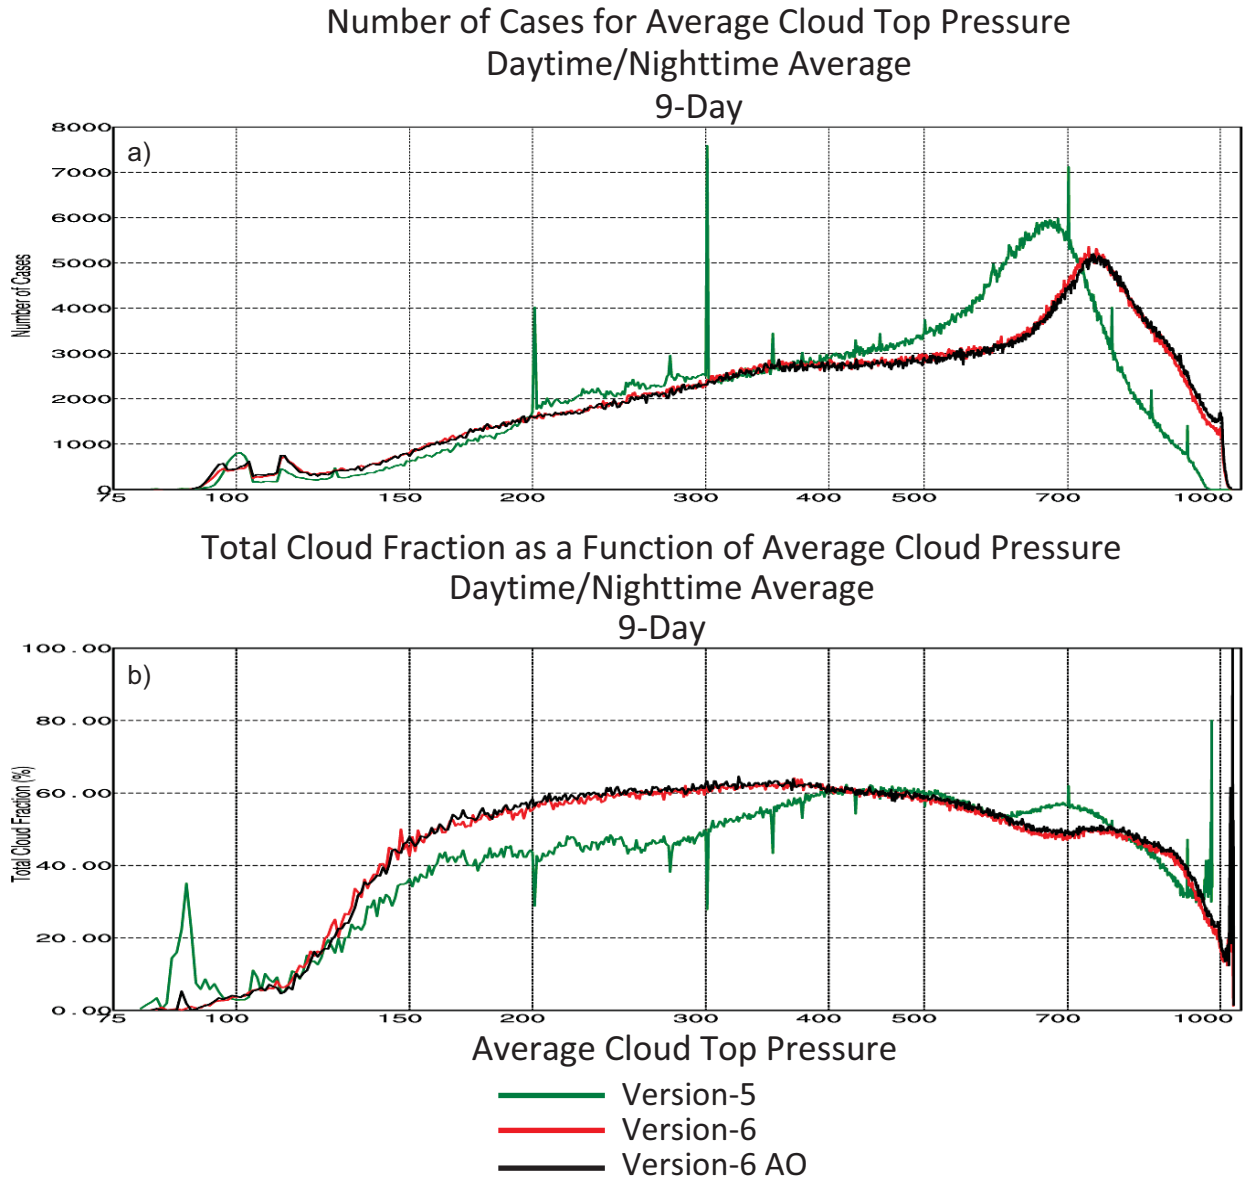 Number of Cases for Average Cloud Top Pressure
Daytime/Nighttime Average
9-Day
a)
8000
7000
6000
5000
4000
3000
2000
1000
0
Number of Cases
75 100 150 200 300 400 500 700 1000
Total Cloud Fraction as a Function of Average Cloud Pressure
Daytime/Nighttime Average
9-Day
b)
100.00
80.00
60.00
40.00
20.00
0.00
Total Cloud Fraction (%)
75 100 150 200 300 400 500 700 1000
Average Cloud Top Pressure
Version-5
Version-6
Version-6 AO